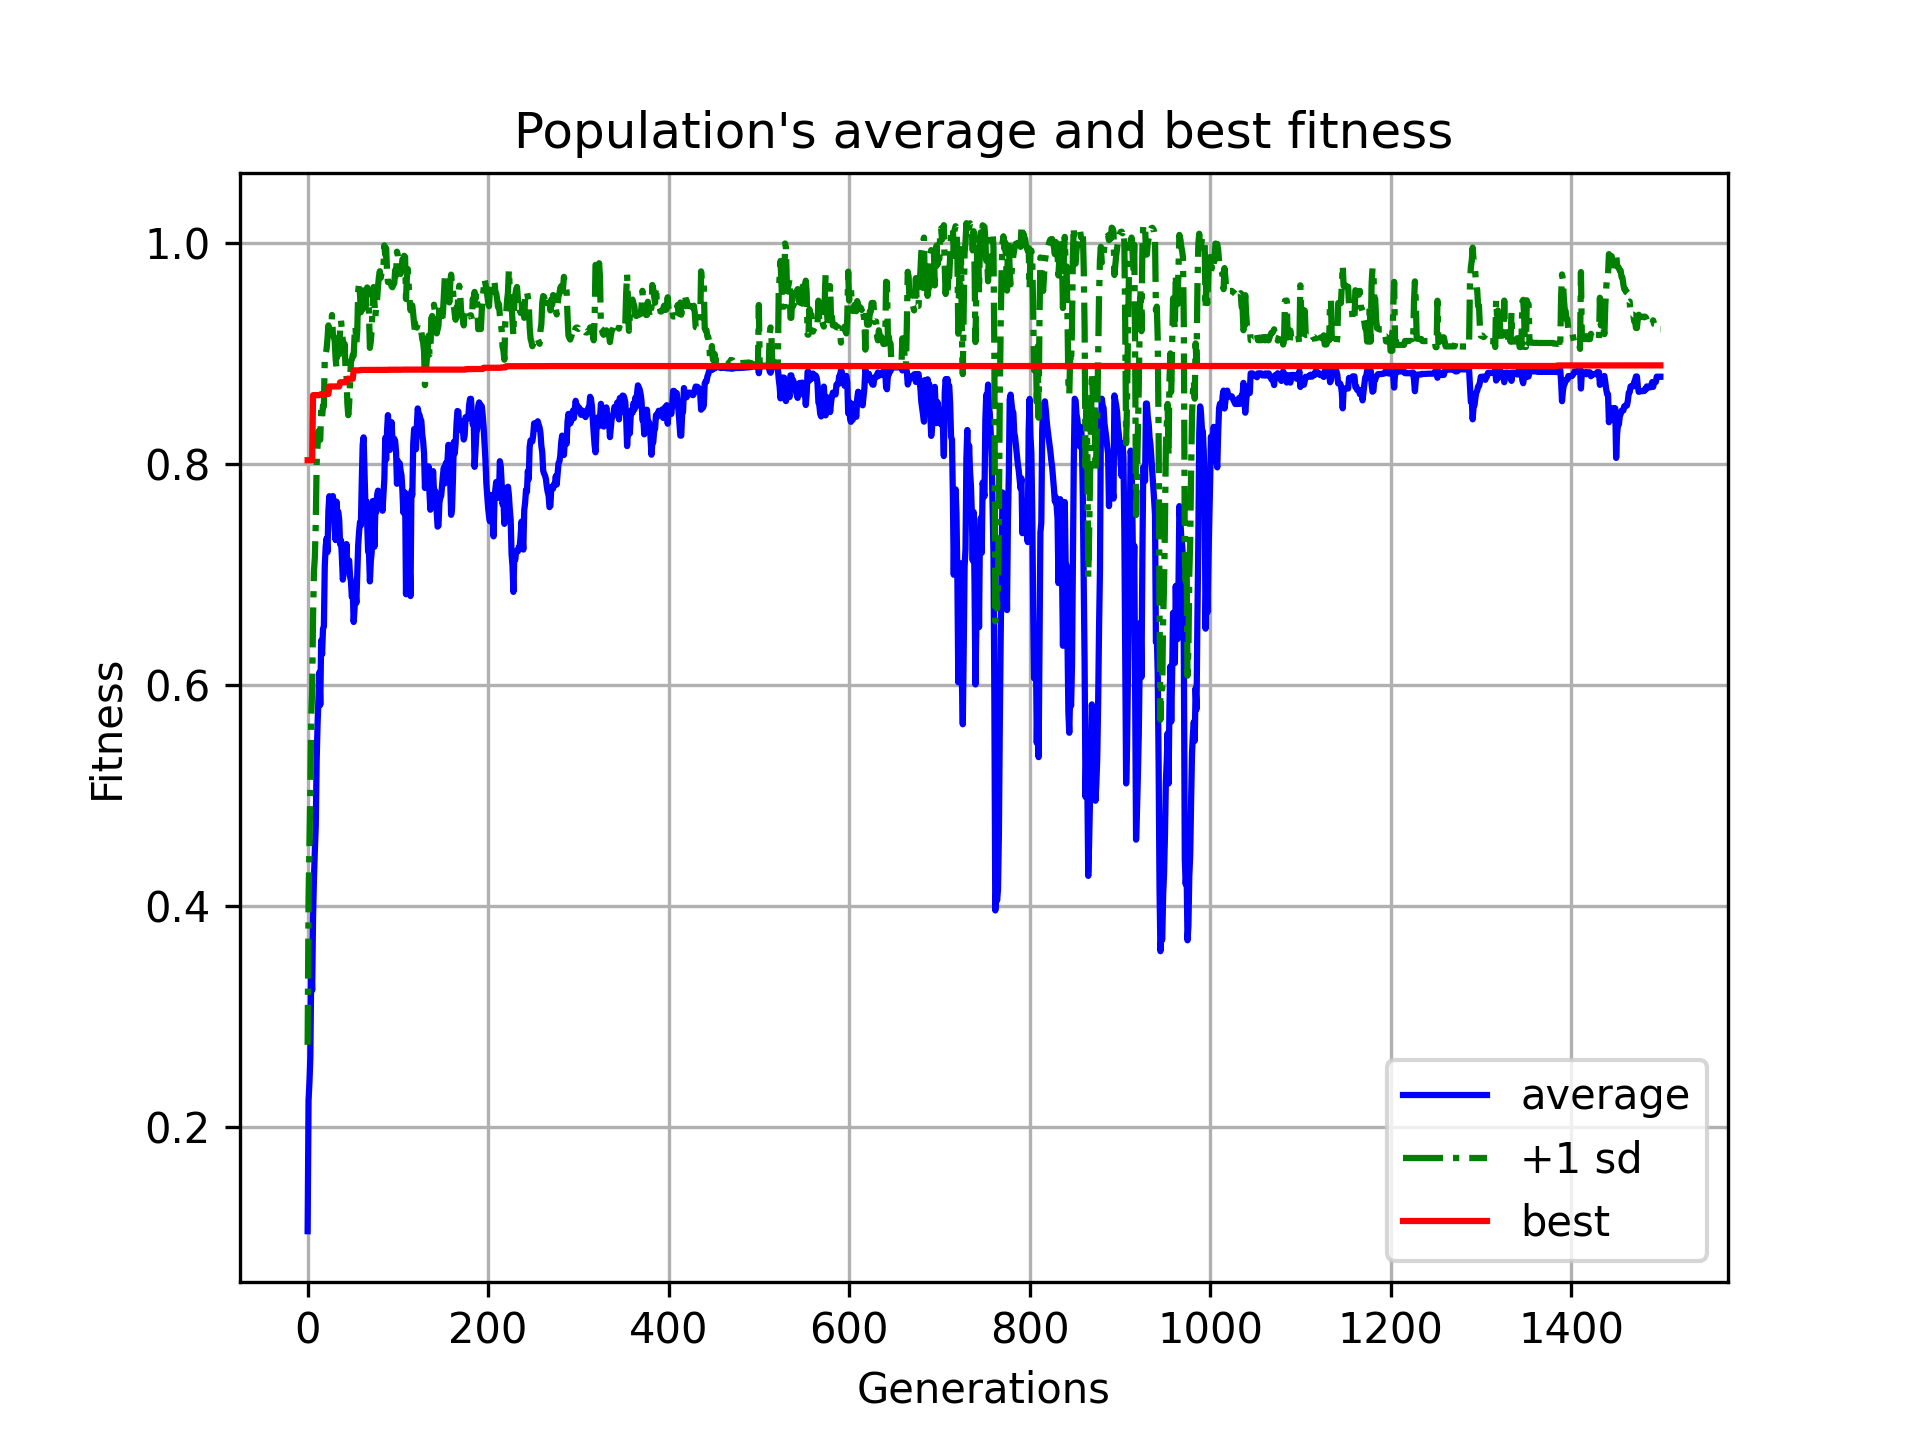 Population's average and best fitness
1.0
0.8
0.6
0.4
0.2
Fitness
0 200 400 600 800 1000 1200 1400
Generations
average
+1 sd
best